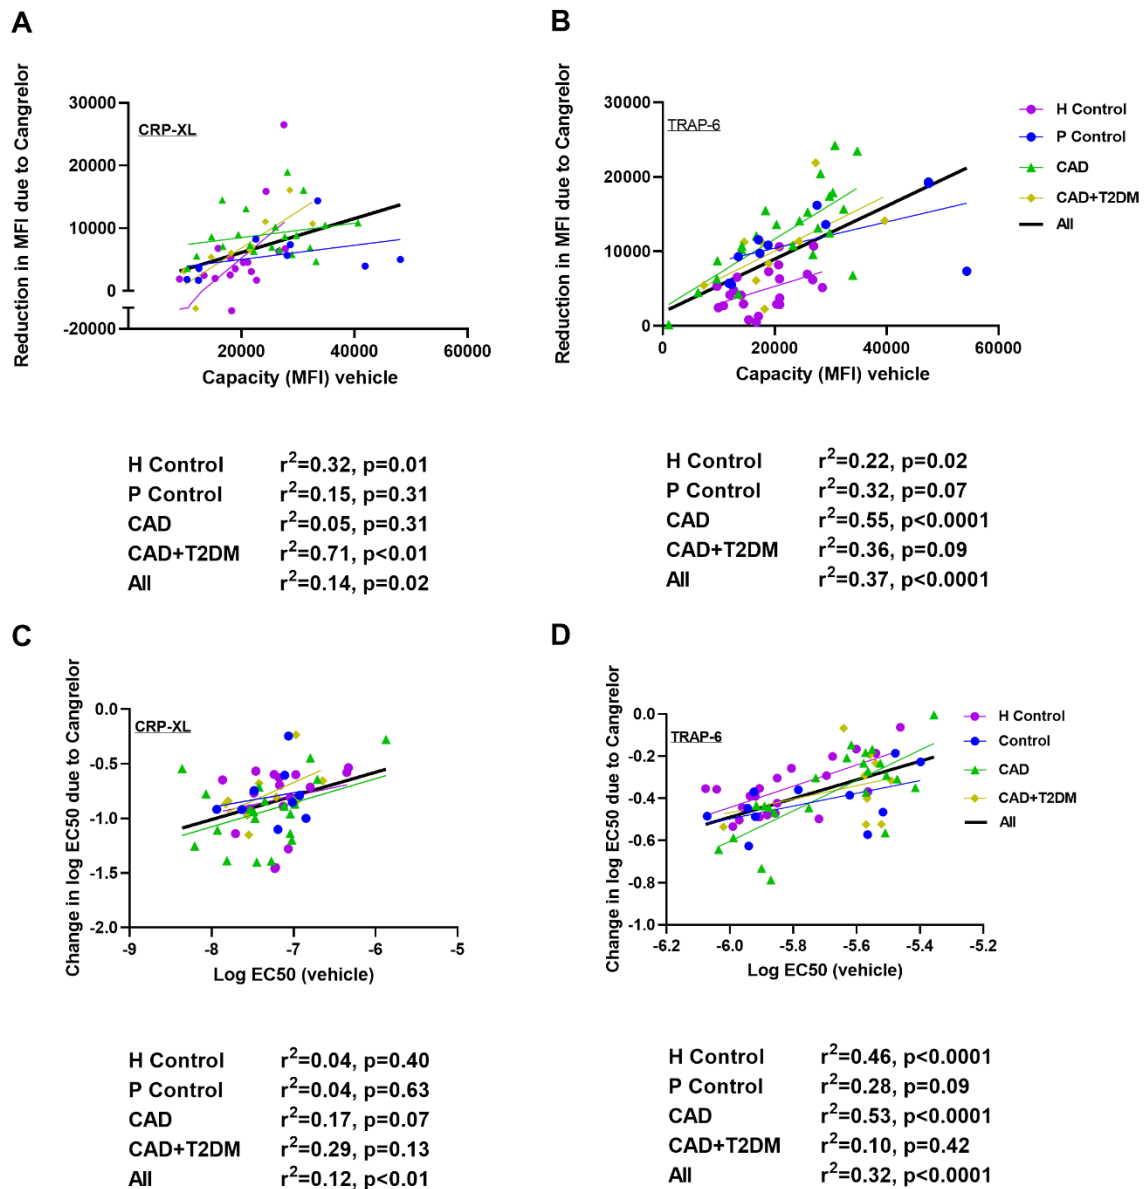 A
Reduction in MFI due to Cangrelor
30000
20000
10000
0
-20000
CRP-XL
20000 40000 60000
Capacity (MFI) vehicle
H Control r²=0.32, p=0.01
P Control r²=0.15, p=0.31
CAD r²=0.05, p=0.31
CAD+T2DM r²=0.71, p<0.01
All r²=0.14, p=0.02
B
Reduction in MFI due to Cangrelor
30000
20000
10000
0
TRAP-6
0 20000 40000 60000
Capacity (MFI) vehicle
H Control
P Control
CAD
CAD+T2DM
All
H Control r²=0.22, p=0.02
P Control r²=0.32, p=0.07
CAD r²=0.55, p<0.0001
CAD+T2DM r²=0.36, p=0.09
All r²=0.37, p<0.0001
C
Change in log EC50 due to Cangrelor
0.0
-0.5
-1.0
-1.5
-2.0
CRP-XL
-9 -8 -7 -6 -5
Log EC50 (vehicle)
H Control r²=0.04, p=0.40
P Control r²=0.04, p=0.63
CAD r²=0.17, p=0.07
CAD+T2DM r²=0.29, p=0.13
All r²=0.12, p<0.01
D
Change in log EC50 due to Cangrelor
0.0
-0.2
-0.4
-0.6
-0.8
-1.0
TRAP-6
-6.2 -6.0 -5.8 -5.6 -5.4 -5.2
Log EC50 (vehicle)
H Control
Control
CAD
CAD+T2DM
All
H Control r²=0.46, p<0.0001
P Control r²=0.28, p=0.09
CAD r²=0.53, p<0.0001
CAD+T2DM r²=0.10, p=0.42
All r²=0.32, p<0.0001